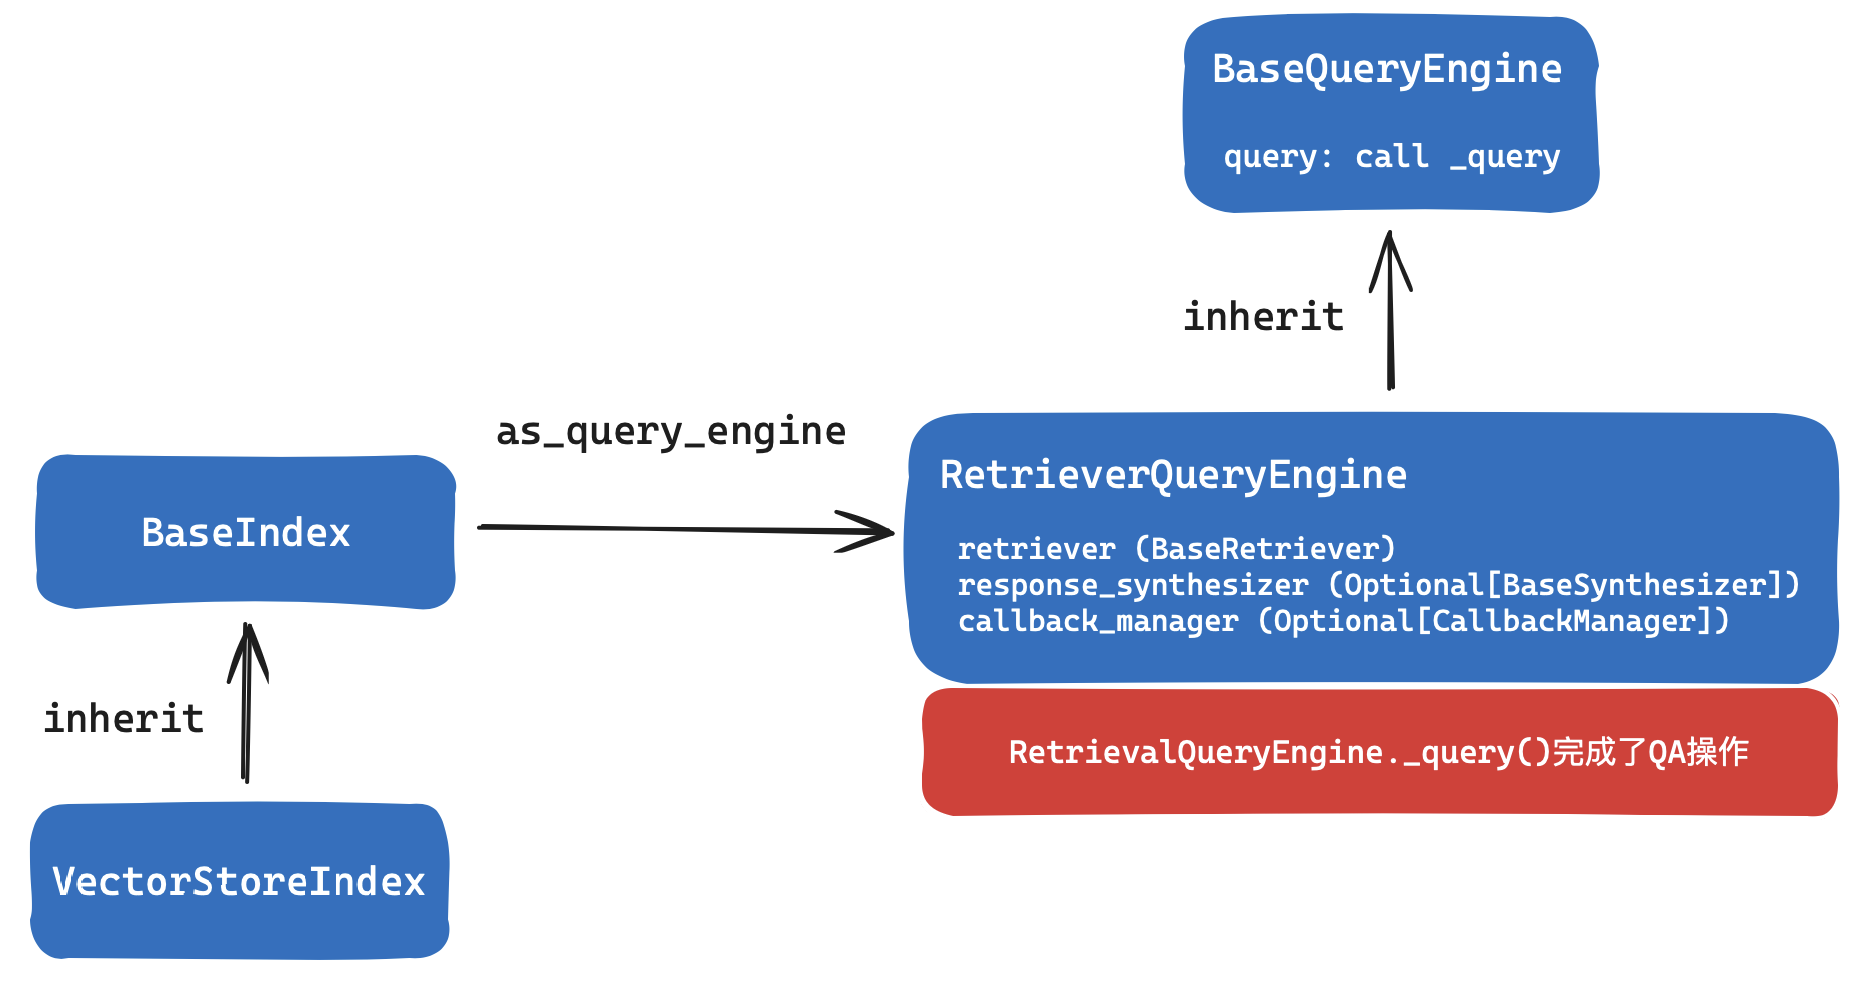 BaseQueryEngine
query: call _query
inherit
as_query_engine
RetrieverQueryEngine
retriever (BaseRetriever)
response_synthesizer (Optional[BaseSynthesizer])
callback_manager (Optional[CallbackManager])
BaseIndex
inherit
RetrievalQueryEngine._query()完成了QA操作
VectorStoreIndex